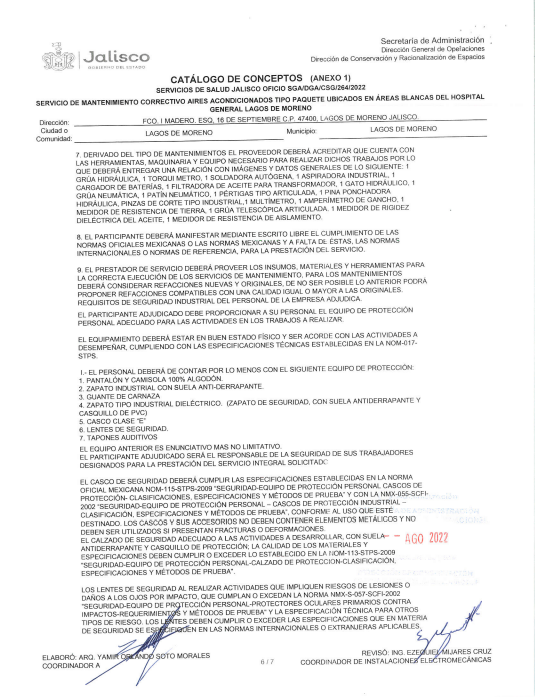 Jalisco
GOBIERNO DEL ESTADO
Secretaria de Administración
Dirección General de Operaciones
Dirección de Conservación y Racionalización de Espacios
CATÁLOGO DE CONCEPTOS (ANEXO 1)
SERVICIOS DE SALUD JALISCO OFICIO SGA/DGA/CSG/264/2022
SERVICIO DE MANTENIMIENTO CORRECTIVO AIRES ACONDICIONADOS TIPO PAQUETE UBICADOS EN ÁREAS BLANCAS DEL HOSPITAL
GENERAL LAGOS DE MORENO
Dirección: FCO. I MADERO, ESQ, 16 DE SEPTIEMBRE C.P. 47400, LAGOS DE MORENO JALISCO.
Ciudad o
Comunidad: LAGOS DE MORENO Municipio: LAGOS DE MORENO
7. DERIVADO DEL TIPO DE MANTENIMIENTOS EL PROVEEDOR DEBERÁ ACREDITAR QUE CUENTA CON
LAS HERRAMIENTAS, MAQUINARIA Y EQUIPO NECESARIO PARA REALIZAR DICHOS TRABAJOS POR LO
QUE DEBERÁ ENTREGAR UNA RELACIÓN CON IMÁGENES Y DATOS GENERALES DE LO SIGUIENTE: 1
GRÚA HIDRÁULICA, 1 TORQUI METRO, 1 SOLDADORA AUTÓGENA, 1 ASPIRADORA INDUSTRIAL, 1
CARGADOR DE BATERÍAS, 1 FILTRADORA DE ACEITE PARA TRANSFORMADOR, 1 GATO HIDRÁULICO, 1
GRÚA NEUMÁTICA, 1 PATÍN NEUMÁTICO, 1 PÉRTIGAS TIPO ARTICULADA, 1 PINA PONCHADORA
HIDRÁULICA, PINZAS DE CORTE TIPO INDUSTRIAL,1 MULTÍMETRO, 1 AMPERÍMETRO DE GANCHO, 1
MEDIDOR DE RESISTENCIA DE TIERRA, 1 GRÚA TELESCÓPICA ARTICULADA. 1 MEDIDOR DE RIGIDEZ
DIELÉCTRICA DEL ACEITE, 1 MEDIDOR DE RESISTENCIA DE AISLAMIENTO.
8. EL PARTICIPANTE DEBERÁ MANIFESTAR MEDIANTE ESCRITO LIBRE EL CUMPLIMIENTO DE LAS
NORMAS OFICIALES MEXICANAS O LAS NORMAS MEXICANAS Y A FALTA DE ÉSTAS, LAS NORMAS
INTERNACIONALES O NORMAS DE REFERENCIA, PARA LA PRESTACIÓN DEL SERVICIO.
9. EL PRESTADOR DE SERVICIO DEBERÁ PROVEER LOS INSUMOS, MATERIALES Y HERRAMIENTAS PARA
LA CORRECTA EJECUCIÓN DE LOS SERVICIOS DE MANTENIMIENTO, PARA LOS MANTENIMIENTOS
DEBERÁ CONSIDERAR REFACCIONES NUEVAS Y ORIGINALES, DE NO SER POSIBLE LO ANTERIOR PODRÁ
PROPONER REFACCIONES COMPATIBLES CON UNA CALIDAD IGUAL O MAYOR A LAS ORIGINALES.
REQUISITOS DE SEGURIDAD INDUSTRIAL DEL PERSONAL DE LA EMPRESA ADJUDICA.
EL PARTICIPANTE ADJUDICADO DEBE PROPORCIONAR A SU PERSONAL EL EQUIPO DE PROTECCIÓN
PERSONAL ADECUADO PARA LAS ACTIVIDADES EN LOS TRABAJOS A REALIZAR.
EL EQUIPAMIENTO DEBERÁ ESTAR EN BUEN ESTADO FÍSICO Y SER ACORDE CON LAS ACTIVIDADES A
DESEMPEÑAR, CUMPLIENDO CON LAS ESPECIFICACIONES TÉCNICAS ESTABLECIDAS EN LA NOM-017-
STPS.
I.- EL PERSONAL DEBERÁ DE CONTAR POR LO MENOS CON EL SIGUIENTE EQUIPO DE PROTECCIÓN:
1. PANTALÓN Y CAMISOLA 100% ALGODÓN.
2. ZAPATO INDUSTRIAL CON SUELA ANTI-DERRAPANTE.
3. GUANTE DE CARNAZA
4. ZAPATO TIPO INDUSTRIAL DIELÉCTRICO. (ZAPATO DE SEGURIDAD, CON SUELA ANTIDERRAPANTE Y
CASQUILLO DE PVC)
5. CASCO CLASE "E"
6. LENTES DE SEGURIDAD.
7. TAPONES AUDITIVOS
EL EQUIPO ANTERIOR ES ENUNCIATIVO MAS NO LIMITATIVO.
EL PARTICIPANTE ADJUDICADO SERÁ EL RESPONSABLE DE LA SEGURIDAD DE SUS TRABAJADORES
DESIGNADOS PARA LA PRESTACIÓN DEL SERVICIO INTEGRAL SOLICITADO
EL CASCO DE SEGURIDAD DEBERÁ CUMPLIR LAS ESPECIFICACIONES ESTABLECIDAS EN LA NORMA
OFICIAL MEXICANA NOM-115-STPS-2009 "SEGURIDAD-EQUIPO DE PROTECCIÓN PERSONAL CASCOS DE
PROTECCIÓN- CLASIFICACIONES, ESPECIFICACIONES Y MÉTODOS DE PRUEBA" Y CON LA NMX-055-SCFI-
2002 "SEGURIDAD-EQUIPO DE PROTECCIÓN PERSONAL – CASCOS DE PROTECCIÓN INDUSTRIAL –
CLASIFICACIÓN, ESPECIFICACIONES Y MÉTODOS DE PRUEBA", CONFORME AL USO QUE ESTÉ
DESTINADO. LOS CASCOS Y SUS ACCESORIOS NO DEBEN CONTENER ELEMENTOS METÁLICOS Y NO
DEBEN SER UTILIZADOS SI PRESENTAN FRACTURAS O DEFORMACIONES.
EL CALZADO DE SEGURIDAD ADECUADO A LAS ACTIVIDADES A DESARROLLAR, CON SUELA
ANTIDERRAPANTE Y CASQUILLO DE PROTECCIÓN; LA CALIDAD DE LOS MATERIALES Y
ESPECIFICACIONES DEBEN CUMPLIR O EXCEDER LO ESTABLECIDO EN LA NOM-113-STPS-2009
"SEGURIDAD-EQUIPO DE PROTECCIÓN PERSONAL-CALZADO DE PROTECCIÓN-CLASIFICACIÓN,
ESPECIFICACIONES Y MÉTODOS DE PRUEBA".
AGO 2022
LOS LENTES DE SEGURIDAD AL REALIZAR ACTIVIDADES QUE IMPLIQUEN RIESGOS DE LESIONES O
DAÑOS A LOS OJOS POR IMPACTO, QUE CUMPLAN O EXCEDAN LA NORMA NMX-S-057-SCFI-2002
"SEGURIDAD-EQUIPO DE PROTECCIÓN PERSONAL-PROTECTORES OCULARES PRIMARIOS CONTRA
IMPACTOS-REQUERIMIENTOS Y MÉTODOS DE PRUEBA" Y LA ESPECIFICACIÓN TÉCNICA PARA OTROS
TIPOS DE RIESGO. LOS LENTES DEBEN CUMPLIR O EXCEDER LAS ESPECIFICACIONES QUE EN MATERIA
DE SEGURIDAD SE ESPECIFIQUEN EN LAS NORMAS INTERNACIONALES O EXTRANJERAS APLICABLES,
ELABORÓ: ARQ. YAMIR ORLANDO SOTO MORALES
COORDINADOR A
6 / 7
REVISÓ: ING. EZEQUIEL MIJARES CRUZ
COORDINADOR DE INSTALACIONES ELECTROMECÁNICAS